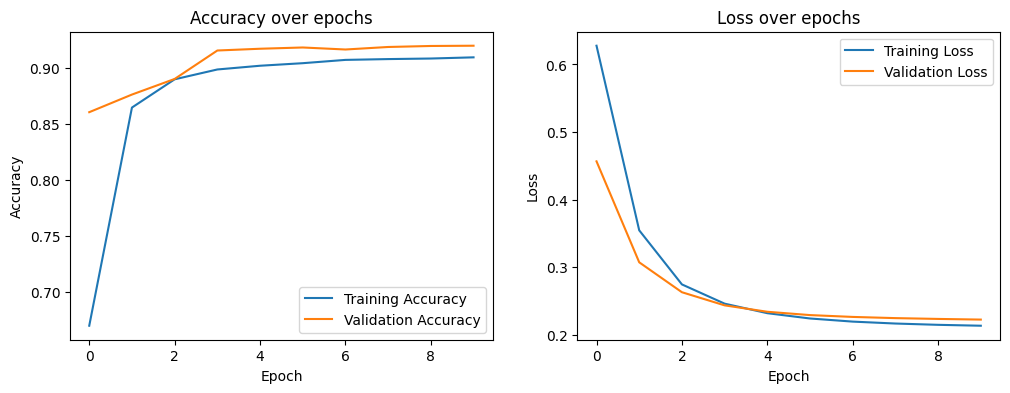 Accuracy over epochs
Accuracy
0.90
0.85
0.80
0.75
0.70
0
2
4
6
8
Epoch
Training Accuracy
Validation Accuracy
Loss over epochs
Loss
0.6
0.5
0.4
0.3
0.2
0
2
4
6
8
Epoch
Training Loss
Validation Loss